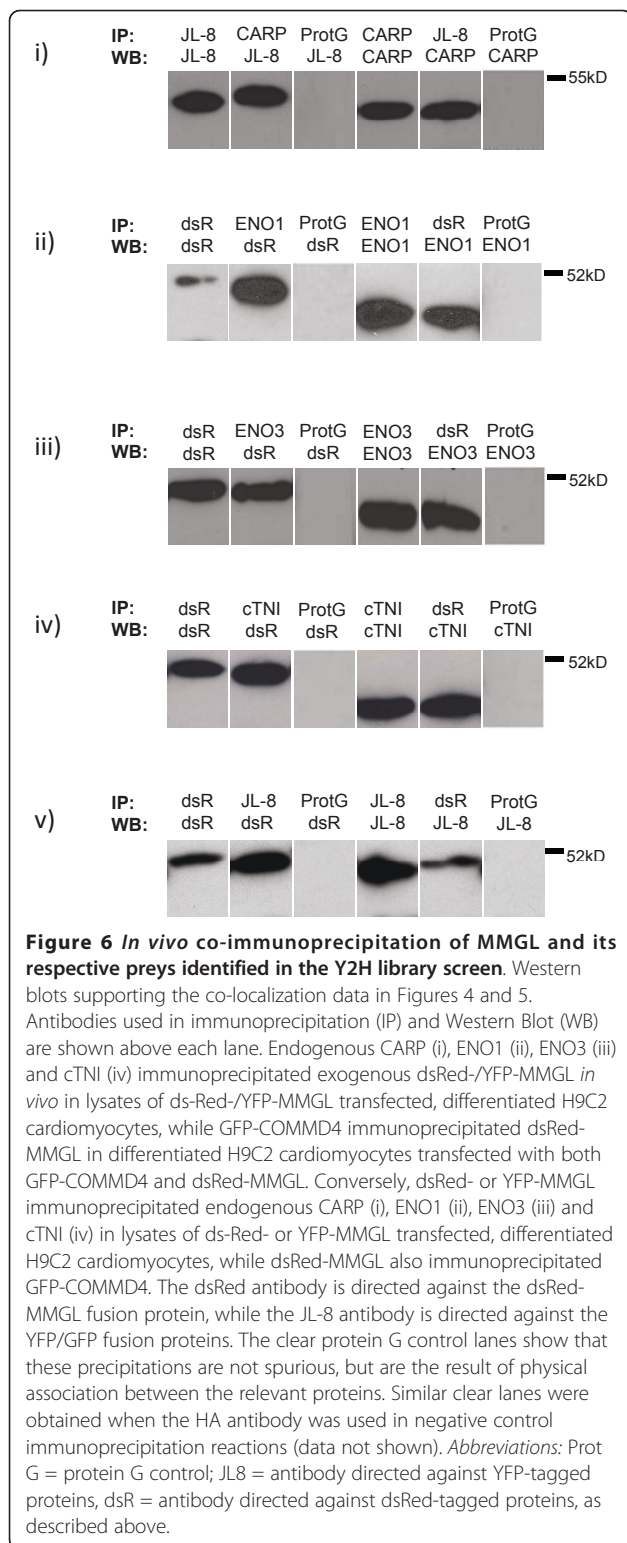 IP: JL-8 CARP ProtG CARP JL-8 ProtG
i) WB: JL-8 JL-8 JL-8 CARP CARP CARP
55kD
IP: dsR ENO1 ProtG ENO1 dsR ProtG
ii) WB: dsR dsR dsR ENO1 ENO1 ENO1
52kD
IP: dsR ENO3 ProtG ENO3 dsR ProtG
iii) WB: dsR dsR dsR ENO3 ENO3 ENO3
52kD
IP: dsR cTNI ProtG cTNI dsR ProtG
iv) WB: dsR dsR dsR cTNI cTNI cTNI
52kD
IP: dsR JL-8 ProtG JL-8 dsR ProtG
v) WB: dsR dsR dsR JL-8 JL-8 JL-8
52kD
Figure 6 In vivo co-immunoprecipitation of MMGL and its
respective preys identified in the Y2H library screen. Western
blots supporting the co-localization data in Figures 4 and 5.
Antibodies used in immunoprecipitation (IP) and Western Blot (WB)
are shown above each lane. Endogenous CARP (i), ENO1 (ii), ENO3 (iii)
and cTNI (iv) immunoprecipitated exogenous dsRed-/YFP-MMGL in
vivo in lysates of ds-Red-/YFP-MMGL transfected, differentiated H9C2
cardiomyocytes, while GFP-COMMD4 immunoprecipitated dsRed-
MMGL in differentiated H9C2 cardiomyocytes transfected with both
GFP-COMMD4 and dsRed-MMGL. Conversely, dsRed- or YFP-MMGL
immunoprecipitated endogenous CARP (i), ENO1 (ii), ENO3 (iii) and
cTNI (iv) in lysates of ds-Red- or YFP-MMGL transfected, differentiated
H9C2 cardiomyocytes, while dsRed-MMGL also immunoprecipitated
GFP-COMMD4. The dsRed antibody is directed against the dsRed-
MMGL fusion protein, while the JL-8 antibody is directed against the
YFP/GFP fusion proteins. The clear protein G control lanes show that
these precipitations are not spurious, but are the result of physical
association between the relevant proteins. Similar clear lanes were
obtained when the HA antibody was used in negative control
immunoprecipitation reactions (data not shown). Abbreviations: Prot
G = protein G control; JL8 = antibody directed against YFP-tagged
proteins, dsR = antibody directed against dsRed-tagged proteins, as
described above.